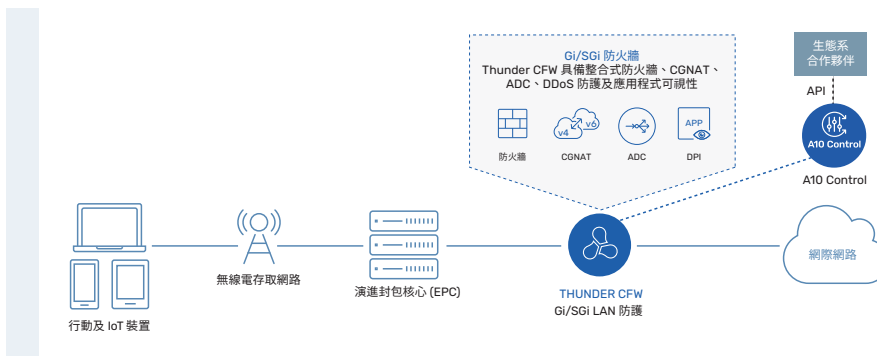 Gi/SGi 防火牆
Thunder CFW 具備整合式防火牆、CGNAT、
ADC、DDoS 防護及應用程式可視性
v4
v6
APP
防火牆
CGNAT
ADC
DPI
生態系
合作夥伴
API
A10 Control
A10 Control
無線電存取網路
演進封包核心 (EPC)
THUNDER CFW
Gi/SGi LAN 防護
網際網路
行動及 IoT 裝置